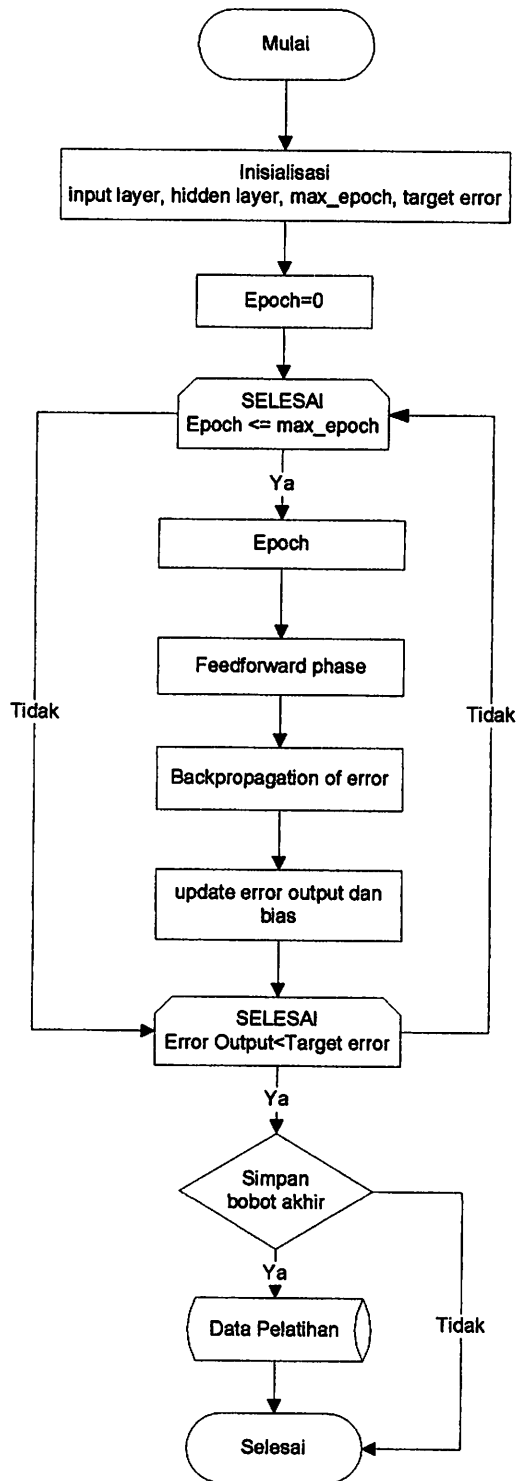 Mulai
Inisialisasi
input layer, hidden layer, max_epoch, target error
Epoch=0
SELESAI
Epoch <= max_epoch
Ya
Epoch
Feedforward phase
Tidak
Tidak
Backpropagation of error
update error output dan
bias
SELESAI
Error Output<Target error
Ya
Simpan
bobot akhir
Ya
Data Pelatihan
Tidak
Selesai